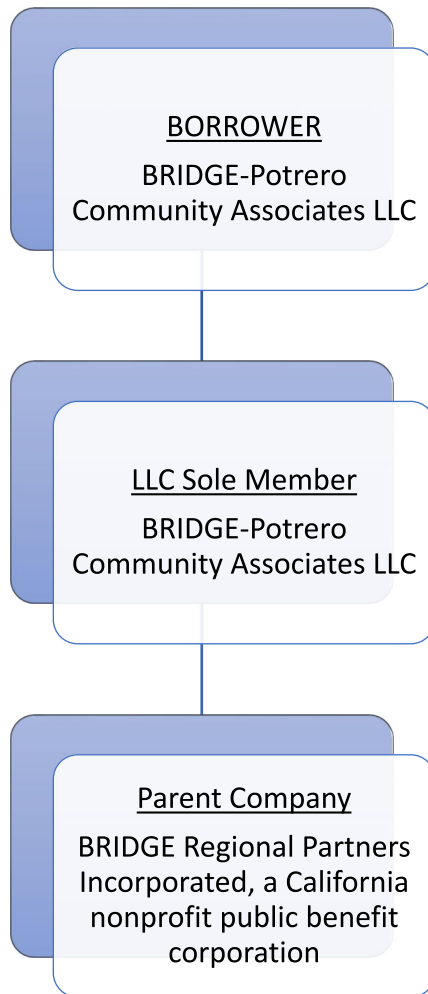 BORROWER
BRIDGE-Potrero
Community Associates LLC
LLC Sole Member
BRIDGE-Potrero
Community Associates LLC
Parent Company
BRIDGE Regional Partners
Incorporated, a California
nonprofit public benefit
corporation